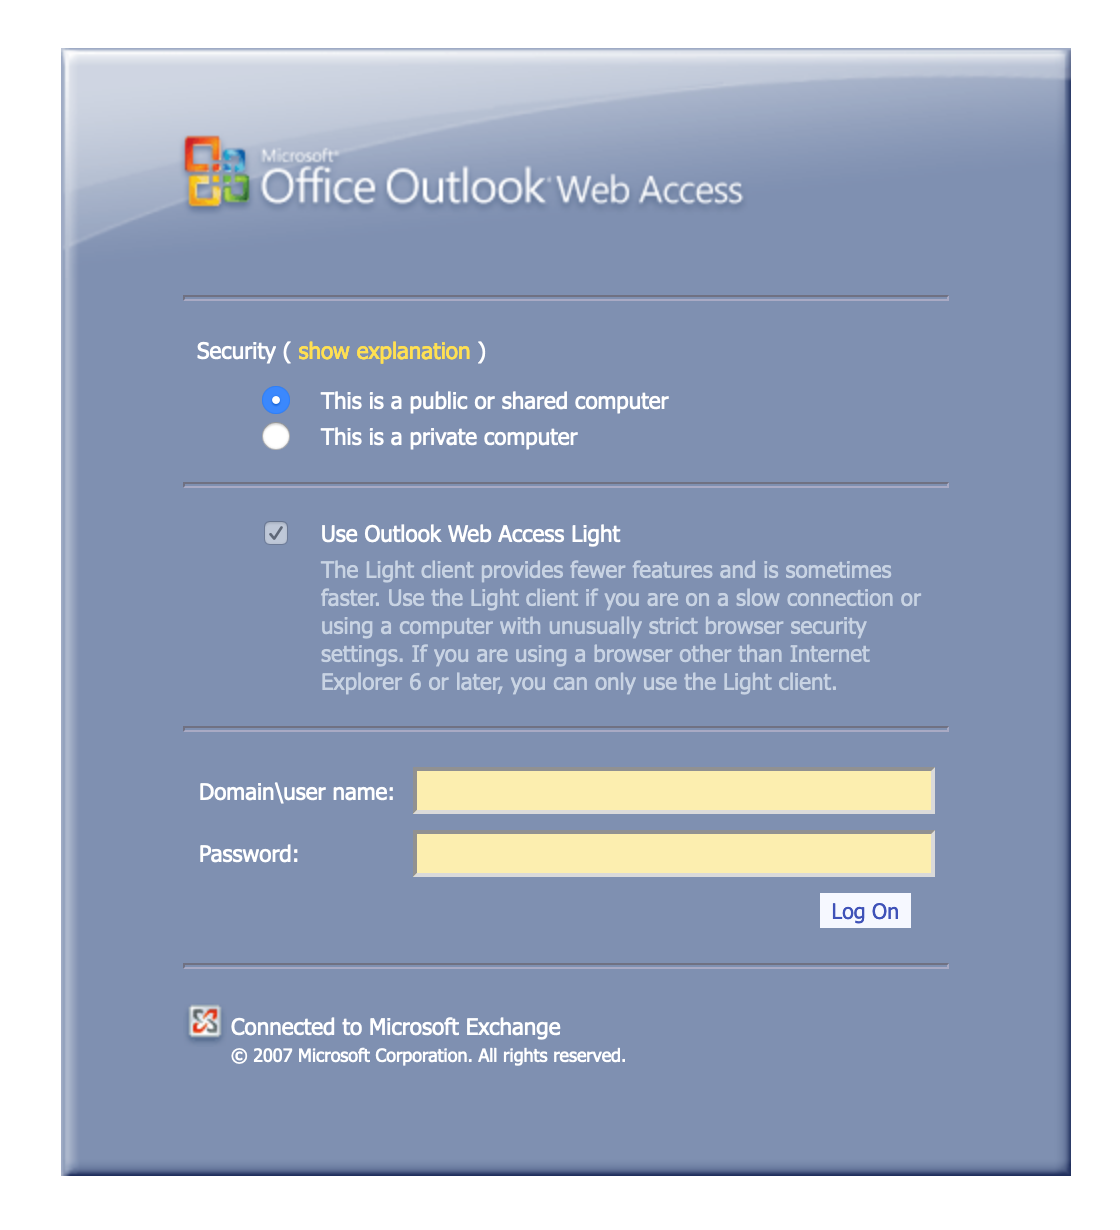 Microsoft®
Office Outlook® Web Access
Security ( show explanation )
This is a public or shared computer
This is a private computer
Use Outlook Web Access Light
The Light client provides fewer features and is sometimes
faster. Use the Light client if you are on a slow connection or
using a computer with unusually strict browser security
settings. If you are using a browser other than Internet
Explorer 6 or later, you can only use the Light client.
Domain\user name:
Password:
Log On
Connected to Microsoft Exchange
© 2007 Microsoft Corporation. All rights reserved.